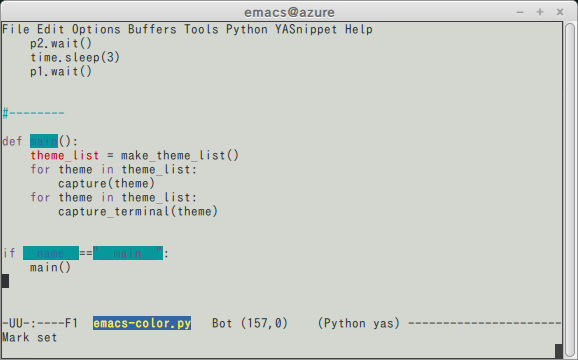 emacs@azure
File Edit Options Buffers Tools Python YASnippet Help
    p2.wait()
    time.sleep(3)
    p1.wait()
#--------
def main():
    theme_list = make_theme_list()
    for theme in theme_list:
        capture(theme)
    for theme in theme_list:
        capture_terminal(theme)
if __name__=="__main__":
    main()
-UU-:----F1  emacs-color.py   Bot (157,0)    (Python yas) ----------------------
Mark set